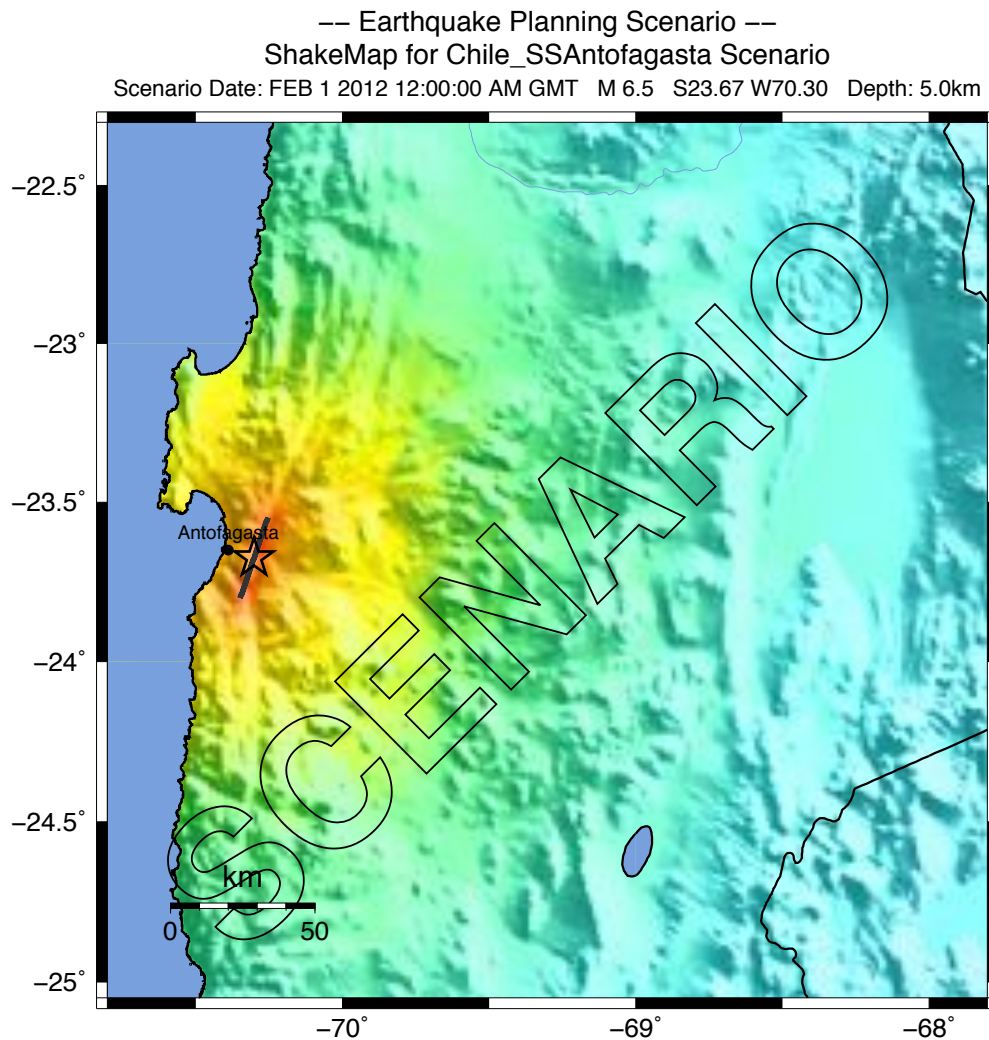 −− Earthquake Planning Scenario −−
ShakeMap for Chile_SSAntofagasta Scenario
Scenario Date: FEB 1 2012 12:00:00 AM GMT M 6.5 S23.67 W70.30 Depth: 5.0km
−22.5˚
−23˚
−23.5˚
Antofagasta
−24˚
−24.5˚
−25˚
SCENARIO
km
0 50
−70˚ −69˚ −68˚